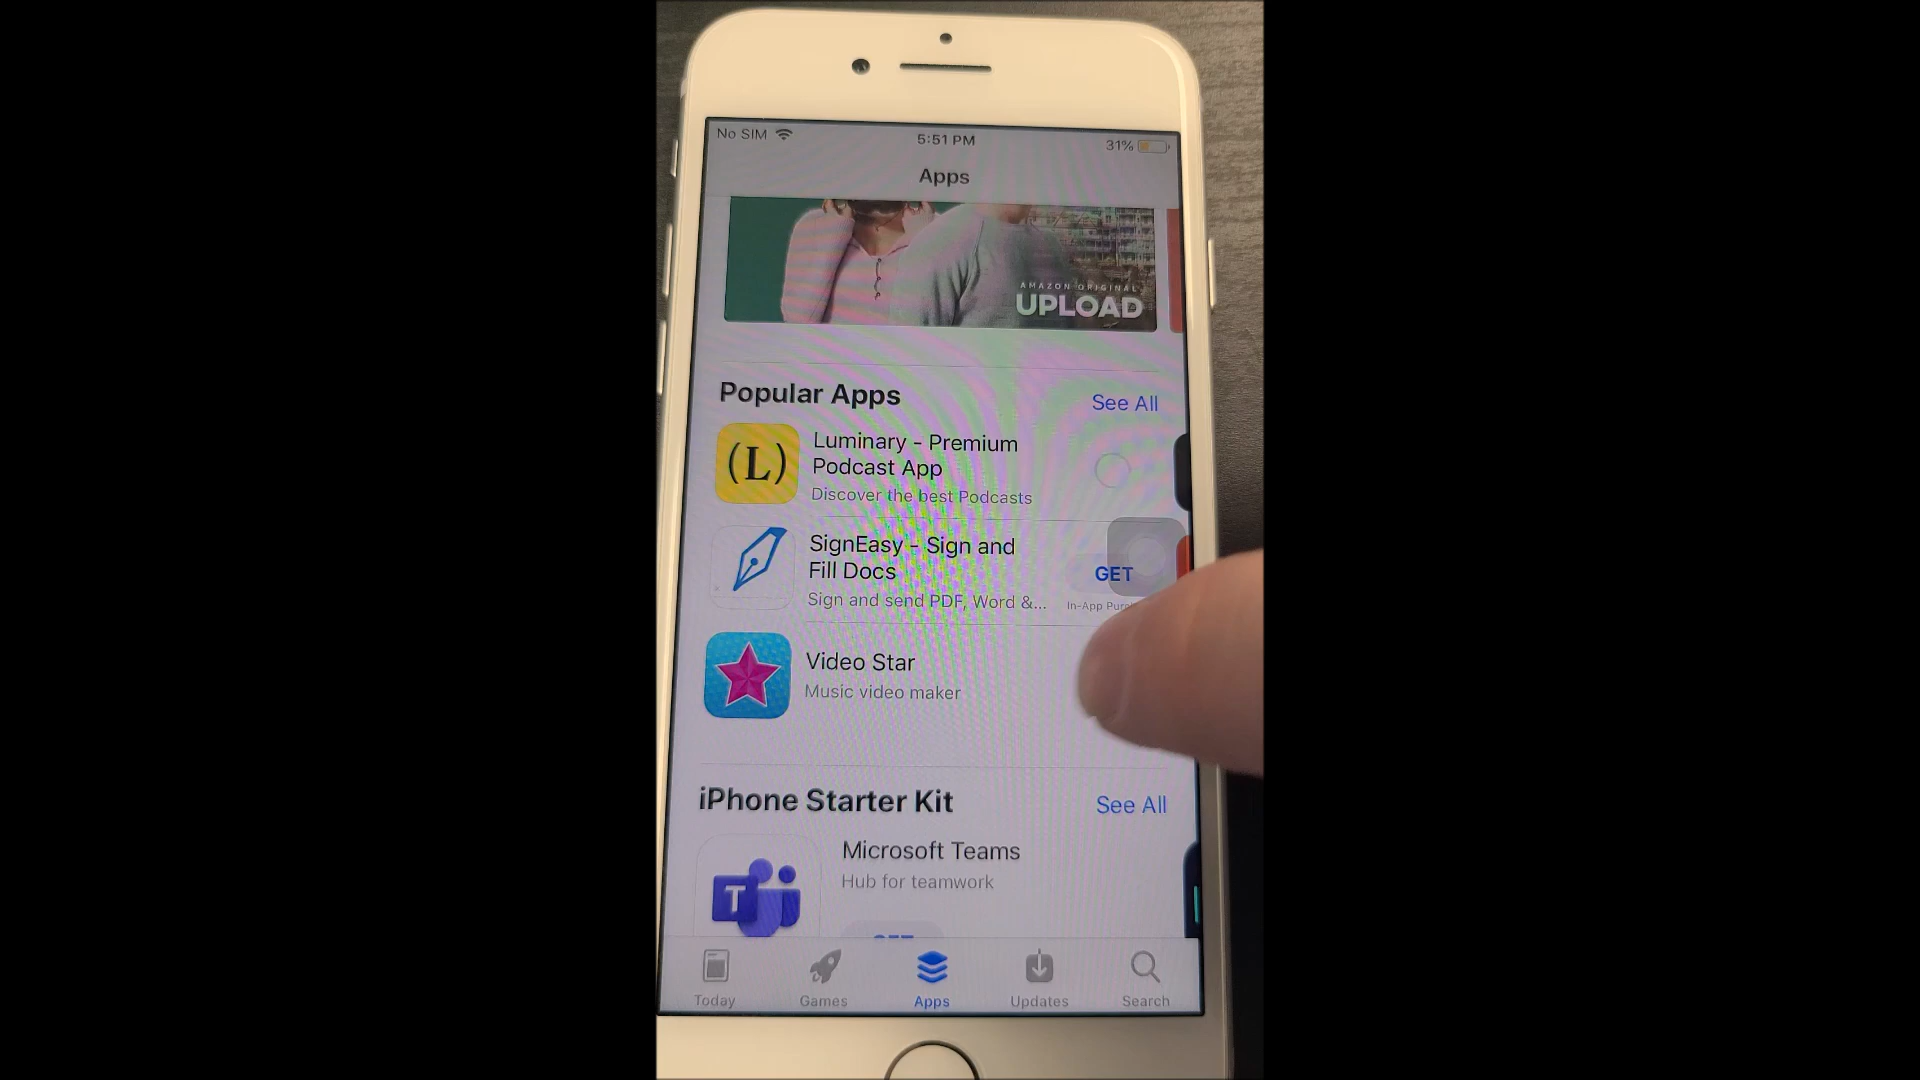 No SIM
5:51 PM
31%
Apps
AMAZON ORIGINAL
UPLOAD
Popular Apps
See All
(L)
Luminary - Premium
Podcast App
Discover the best Podcasts
SignEasy - Sign and
Fill Docs
Sign and send PDF, Word &...
GET
In-App
Video Star
Music video maker
iPhone Starter Kit
See All
T
Microsoft Teams
Hub for teamwork
Today
Games
Apps
Updates
Search